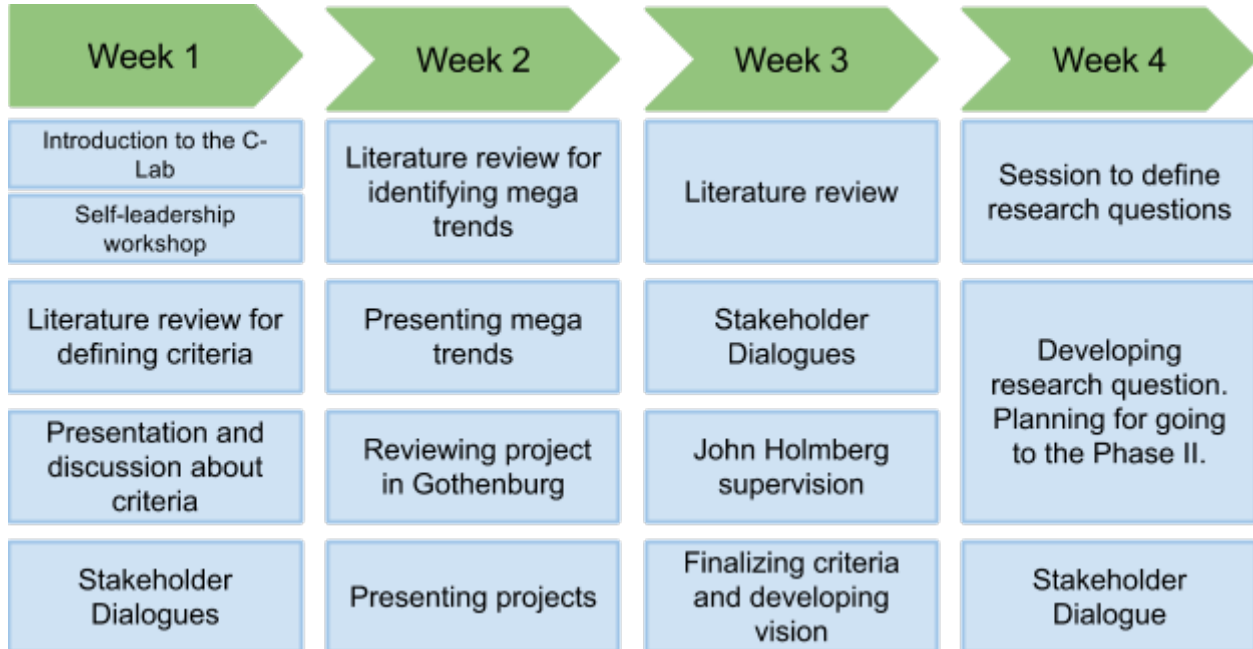 Week 1
Introduction to the C-
Lab
Self-leadership
workshop
Literature review for
defining criteria
Presentation and
discussion about
criteria
Stakeholder
Dialogues
Week 2
Literature review for
identifying mega
trends
Presenting mega
trends
Reviewing project
in Gothenburg
Presenting projects
Week 3
Literature review
Stakeholder
Dialogues
John Holmberg
supervision
Finalizing criteria
and developing
vision
Week 4
Session to define
research questions
Developing
research question.
Planning for going
to the Phase II.
Stakeholder
Dialogue